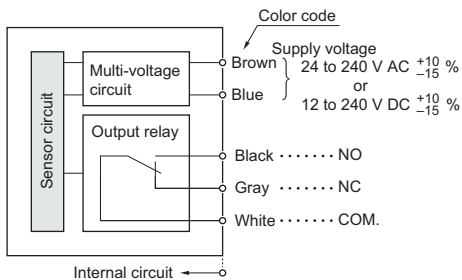 Color code
Brown
Supply voltage
24 to 240 V AC +10 −15 %
or
12 to 240 V DC +10 −15 %
Multi-voltage
circuit
Blue
Sensor circuit
Output relay
Black ······· NO
Gray ······· NC
White ······· COM.
Internal circuit